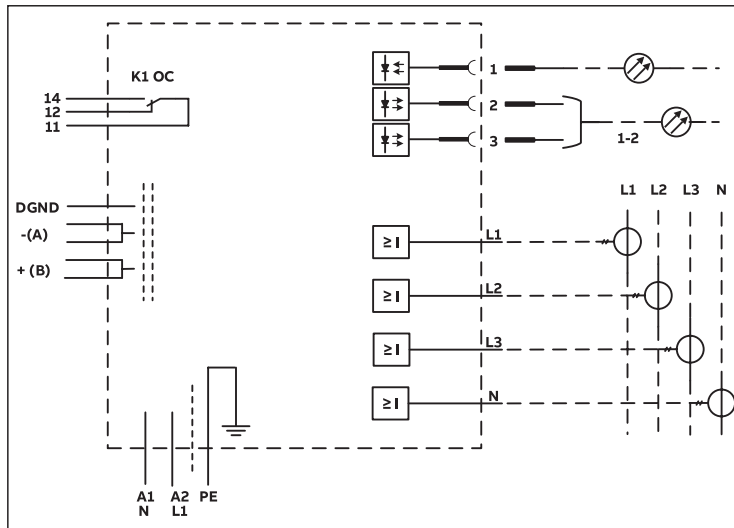 K1 OC
14
12
11
DGND
-(A)
+ (B)
1
2
3
1-2
L1 L2 L3 N
≥ I L1
≥ I L2
≥ I L3
≥ I N
A1 A2 PE
N L1